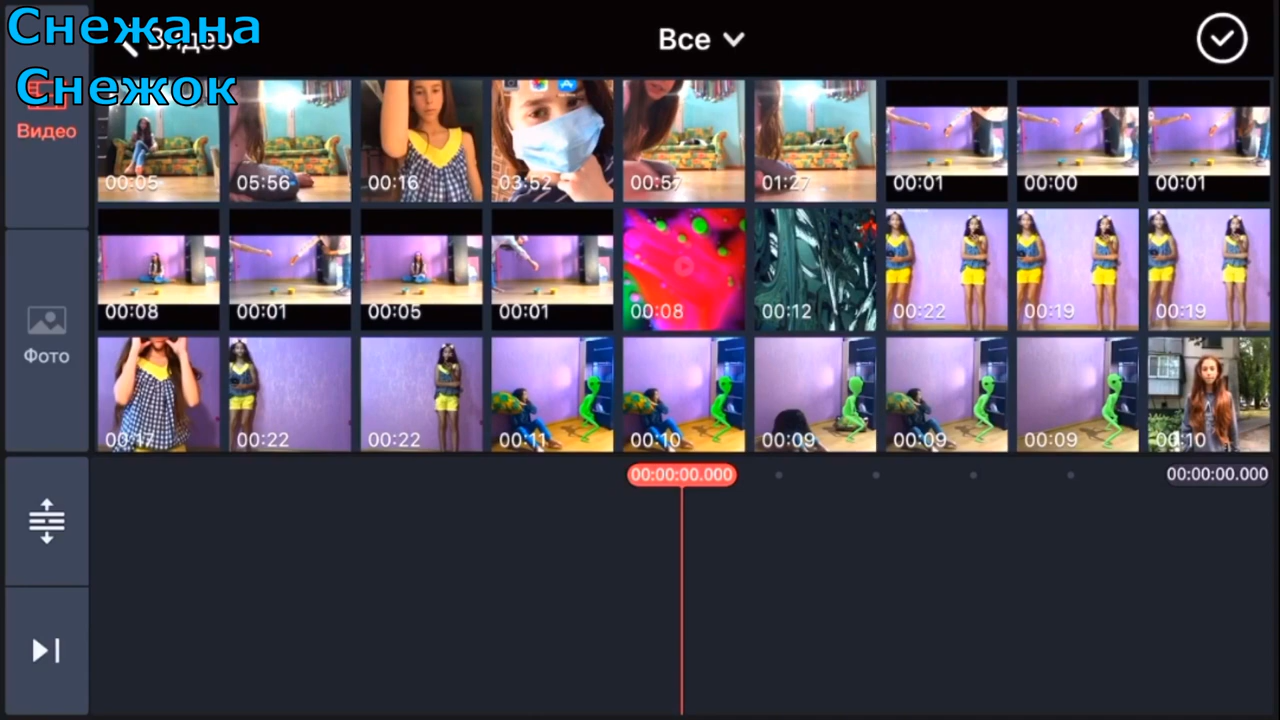 Снежана
Видео
Все
Снежок
Видео
00:05 05:56 00:16 03:52 00:57 01:27 00:01 00:00 00:01
00:08 00:01 00:05 00:01 00:08 00:12 00:22 00:19 00:19
Фото
00:17 00:22 00:22 00:11 00:10 00:09 00:09 00:09 00:10
00:00:00.000 00:00:00.000